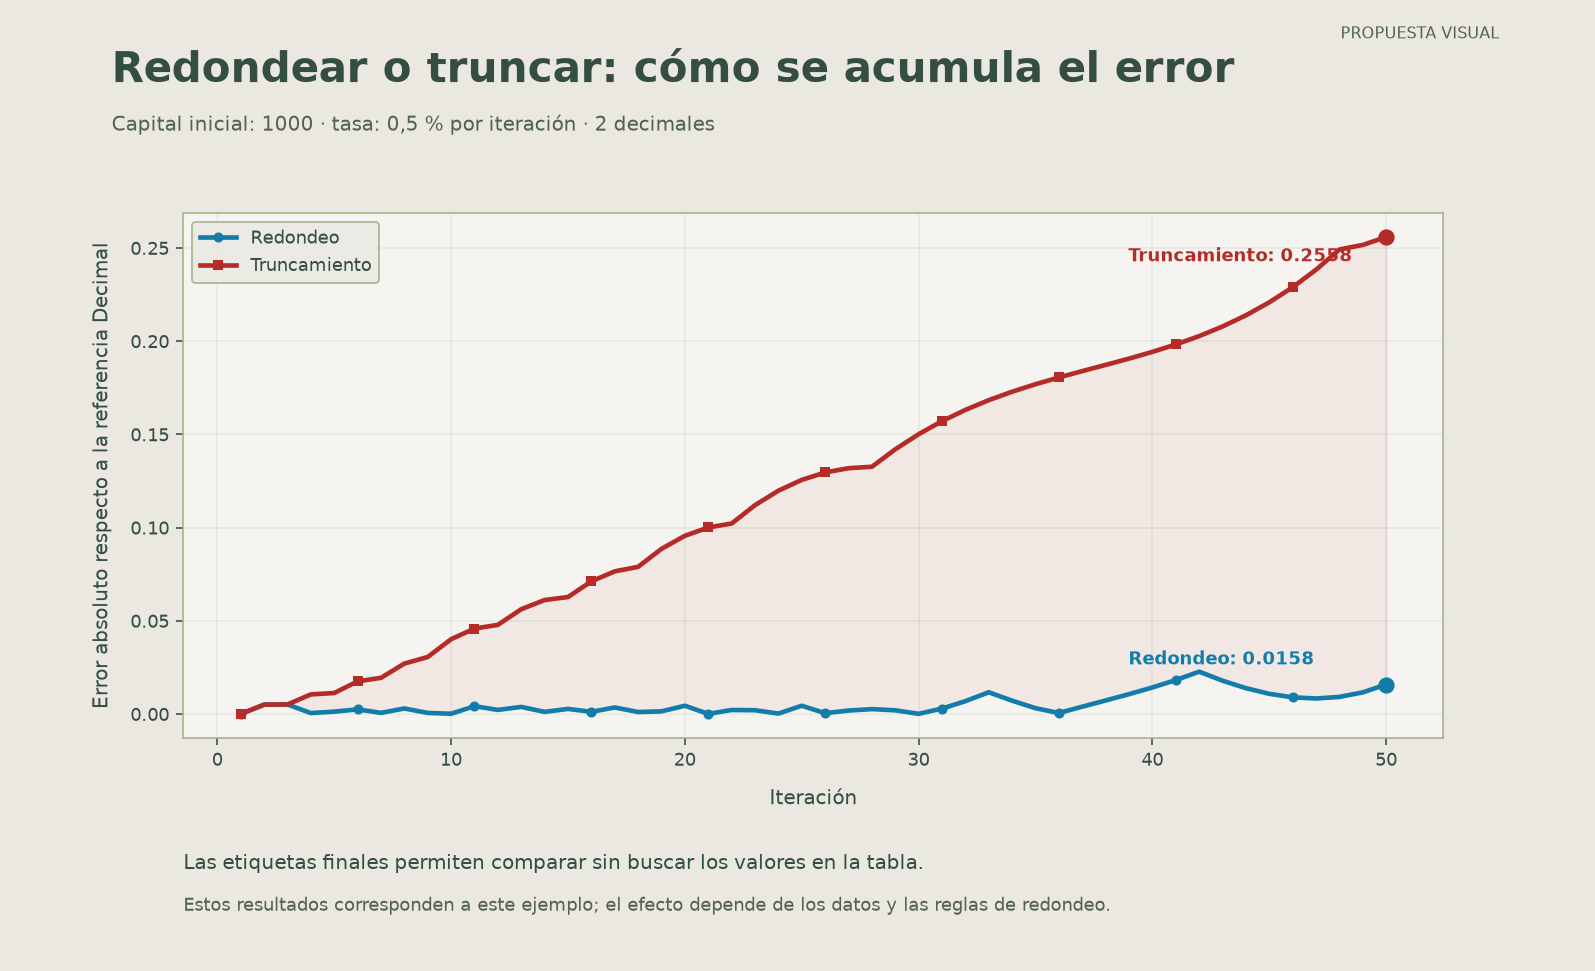 PROPUESTA VISUAL
Redondear o truncar: cómo se acumula el error
Capital inicial: 1000 · tasa: 0,5 % por iteración · 2 decimales
Error absoluto respecto a la referencia Decimal
Redondeo
Truncamiento
0.25
0.20
0.15
0.10
0.05
0.00
Truncamiento: 0.2558
Redondeo: 0.0158
0 10 20 30 40 50
Iteración
Las etiquetas finales permiten comparar sin buscar los valores en la tabla.
Estos resultados corresponden a este ejemplo; el efecto depende de los datos y las reglas de redondeo.